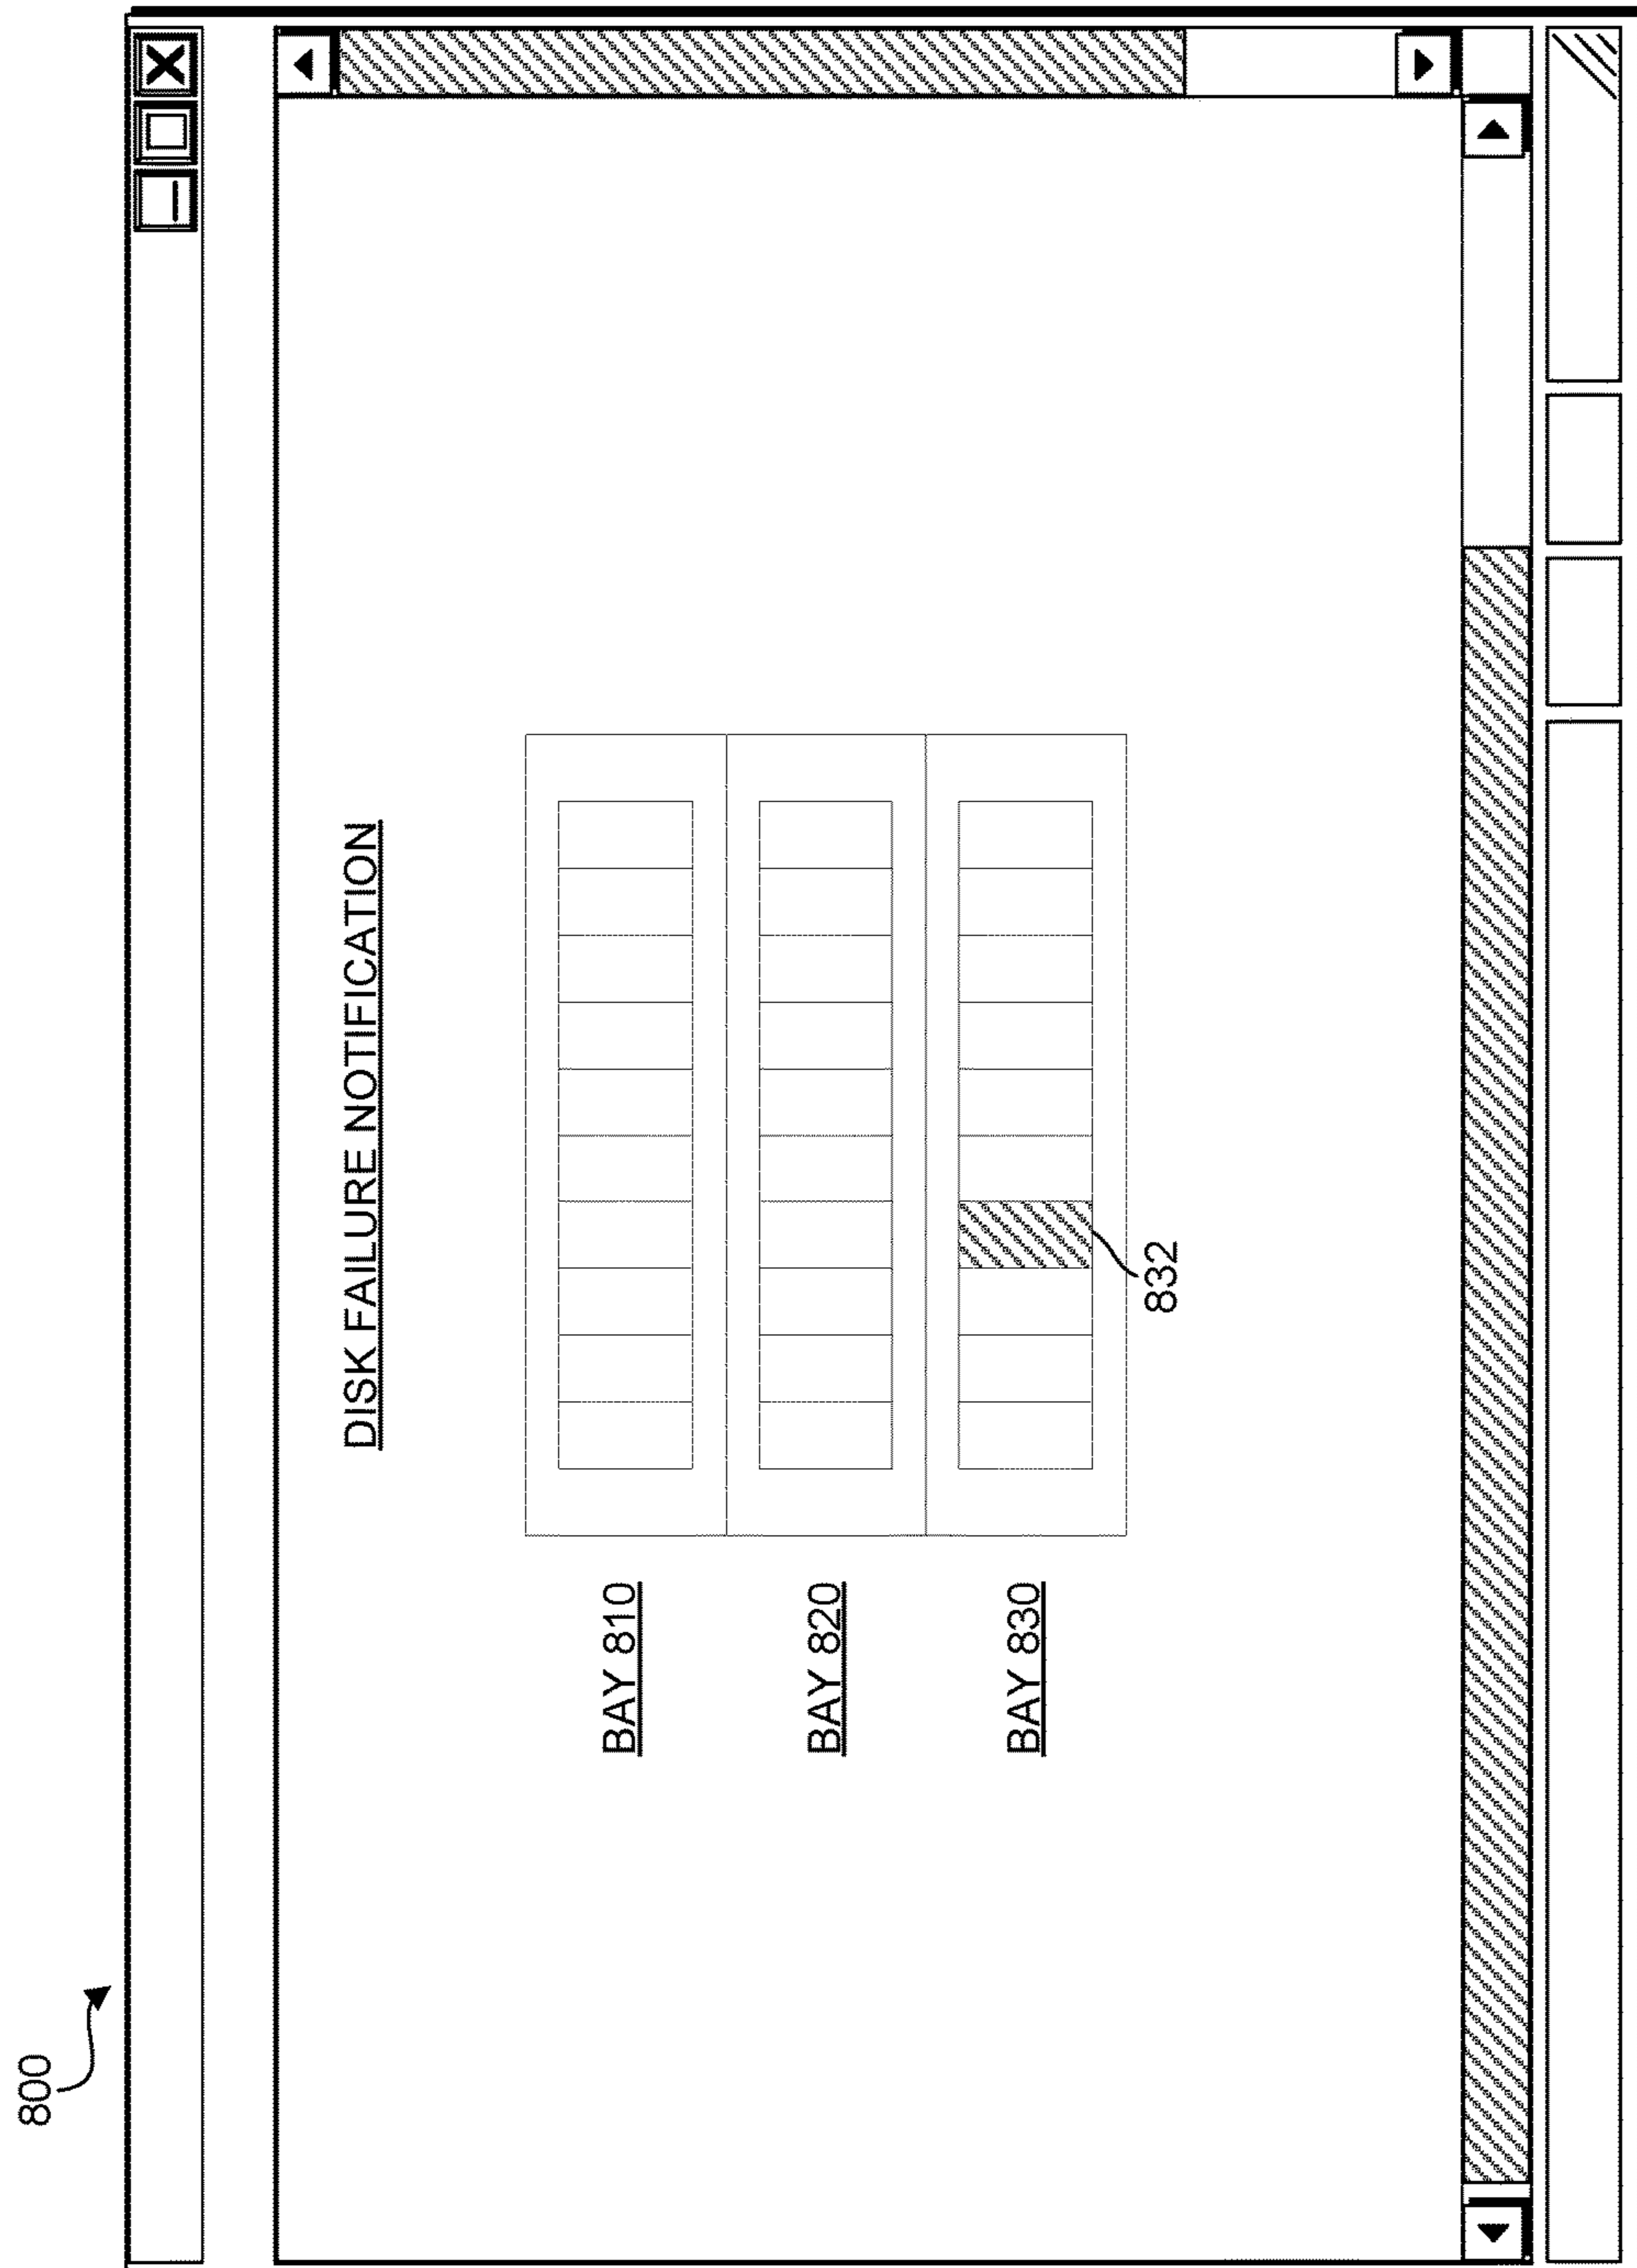 800
DISK FAILURE NOTIFICATION
BAY 810
BAY 820
BAY 830
832